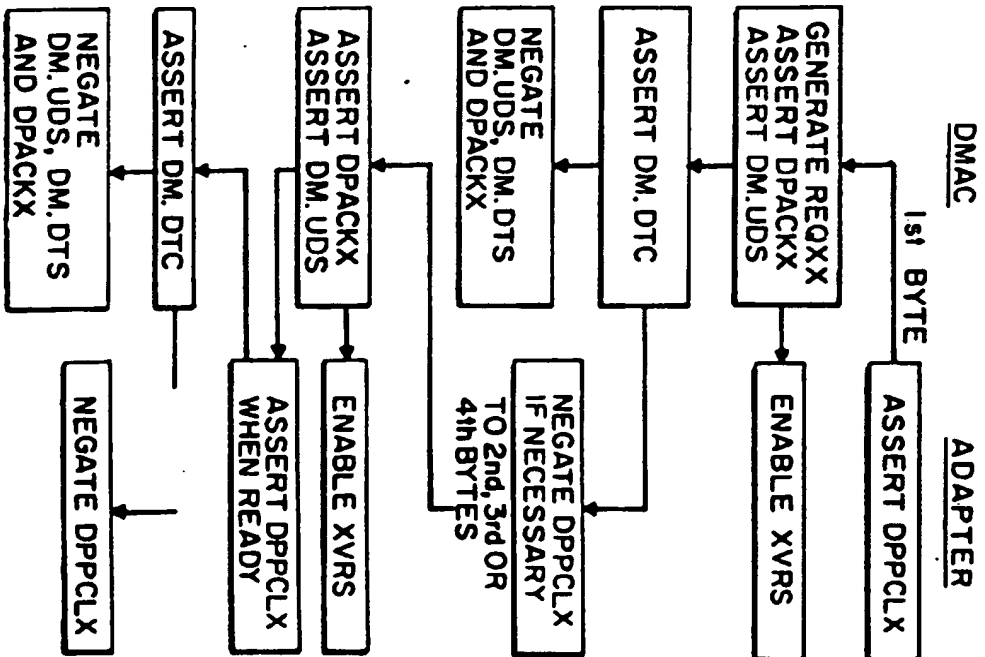 DMAC
ADAPTER
ASSERT DPPCLX
1st BYTE
GENERATE REQXX
ASSERT DPACKX
ASSERT DM.UDS
ENABLE XVRS
ASSERT DM.DTC
NEGATE DPPCLX
IF NECESSARY
NEGATE
DM.UDS, DM.DTS
AND DPACKX
TO 2nd, 3rd OR
4th BYTES
ASSERT DPACKX
ASSERT DM.UDS
ENABLE XVRS
ASSERT DPPCLX
WHEN READY
ASSERT DM.DTC
NEGATE DPPCLX
NEGATE
DM.UDS, DM.DTS
AND DPACKX